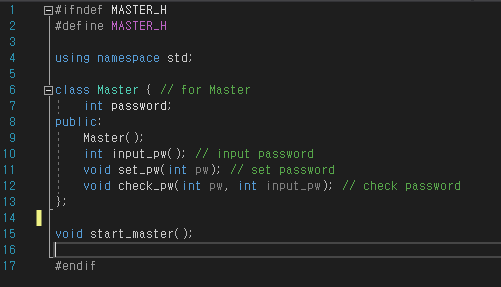 1 #ifndef MASTER_H
2 #define MASTER_H
3
4 using namespace std;
5
6 class Master { // for Master
7     int password;
8 public:
9     Master();
10     int input_pw(); // input password
11     void set_pw(int pw); // set password
12     void check_pw(int pw, int input_pw); // check password
13 };
14
15 void start_master();
16
17 #endif